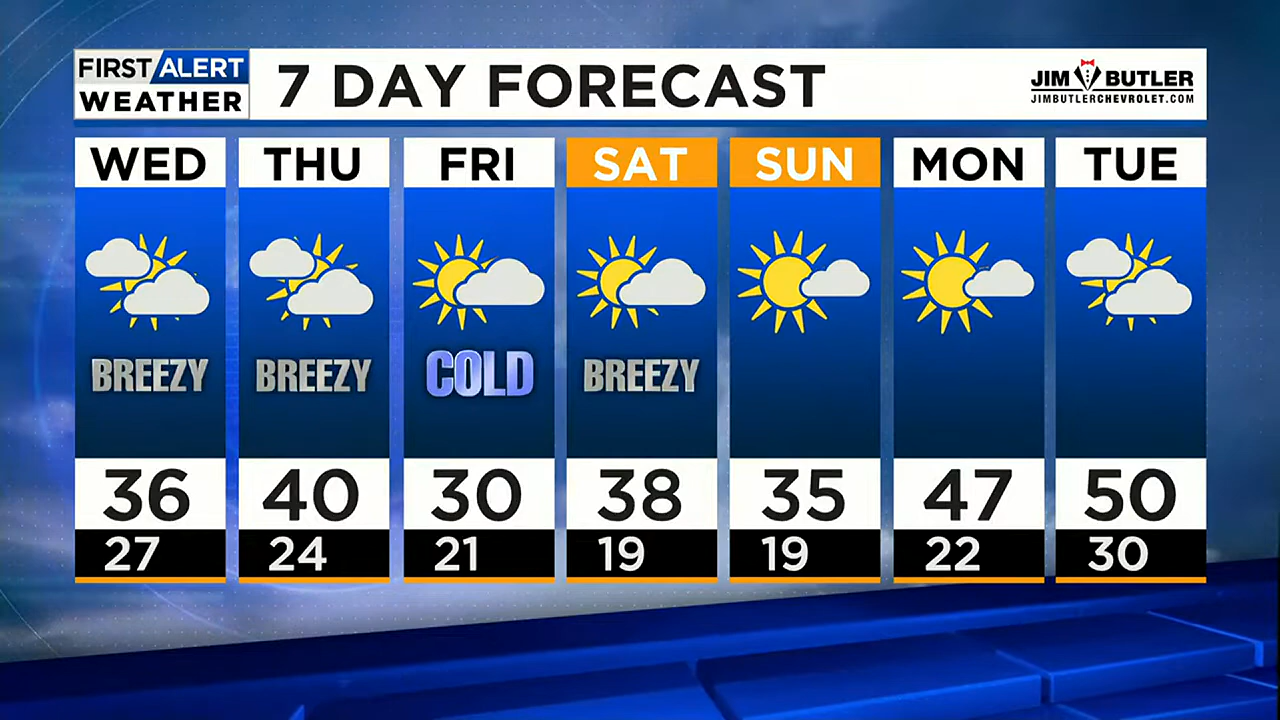 FIRST ALERT
WEATHER
7 DAY FORECAST
JIM BUTLER
JIMBUTLERCHEVROLET.COM
WED THU FRI SAT SUN MON TUE
BREEZY BREEZY COLD BREEZY
36 40 30 38 35 47 50
27 24 21 19 19 22 30